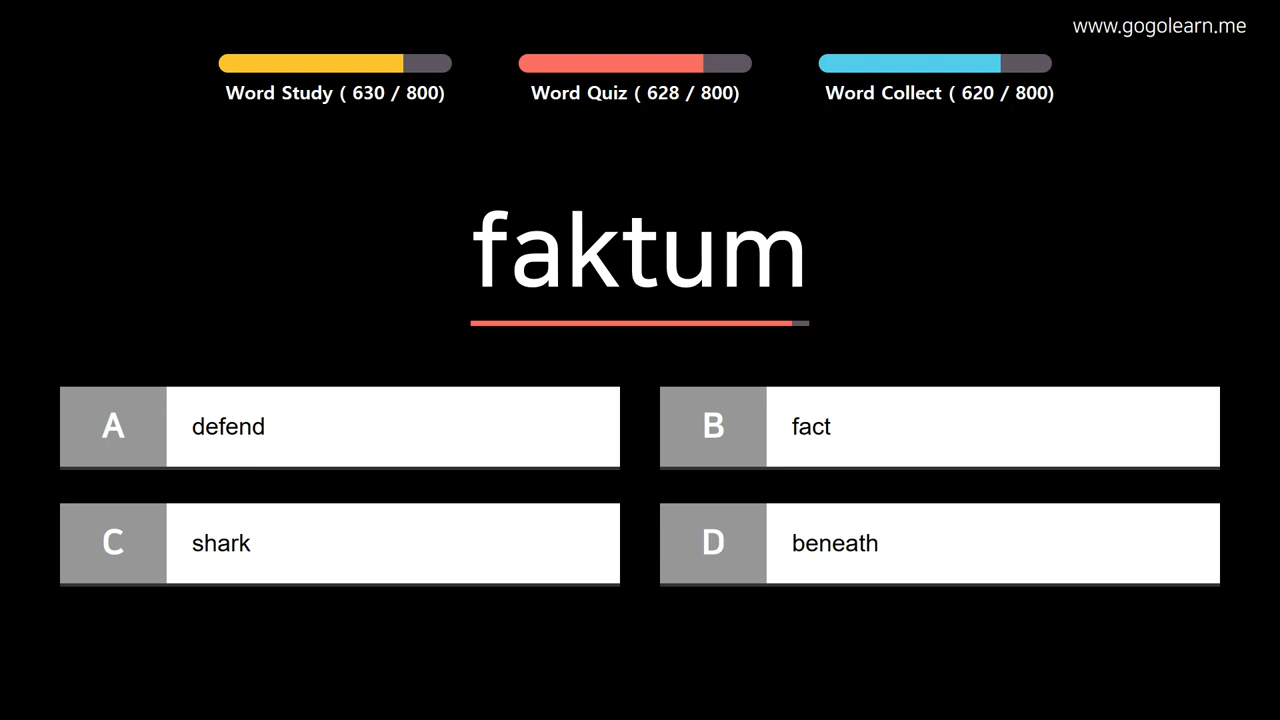 www.gogolearn.me
Word Study ( 630 / 800)
Word Quiz ( 628 / 800)
Word Collect ( 620 / 800)
faktum
A defend
B fact
C shark
D beneath